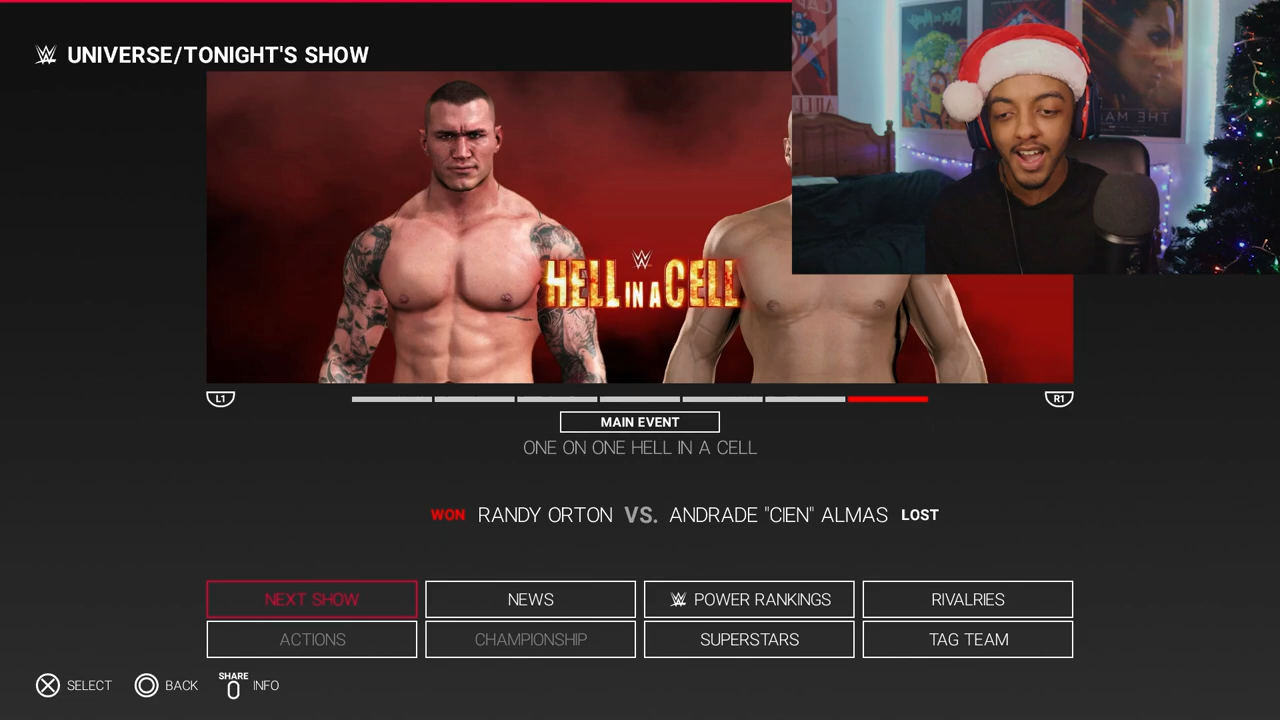 UNIVERSE/TONIGHT'S SHOW
HELL IN A CELL
L1
R1
MAIN EVENT
ONE ON ONE HELL IN A CELL
WON RANDY ORTON VS. ANDRADE "CIEN" ALMAS LOST
NEXT SHOW
NEWS
POWER RANKINGS
RIVALRIES
ACTIONS
CHAMPIONSHIP
SUPERSTARS
TAG TEAM
SELECT
BACK
SHARE
INFO